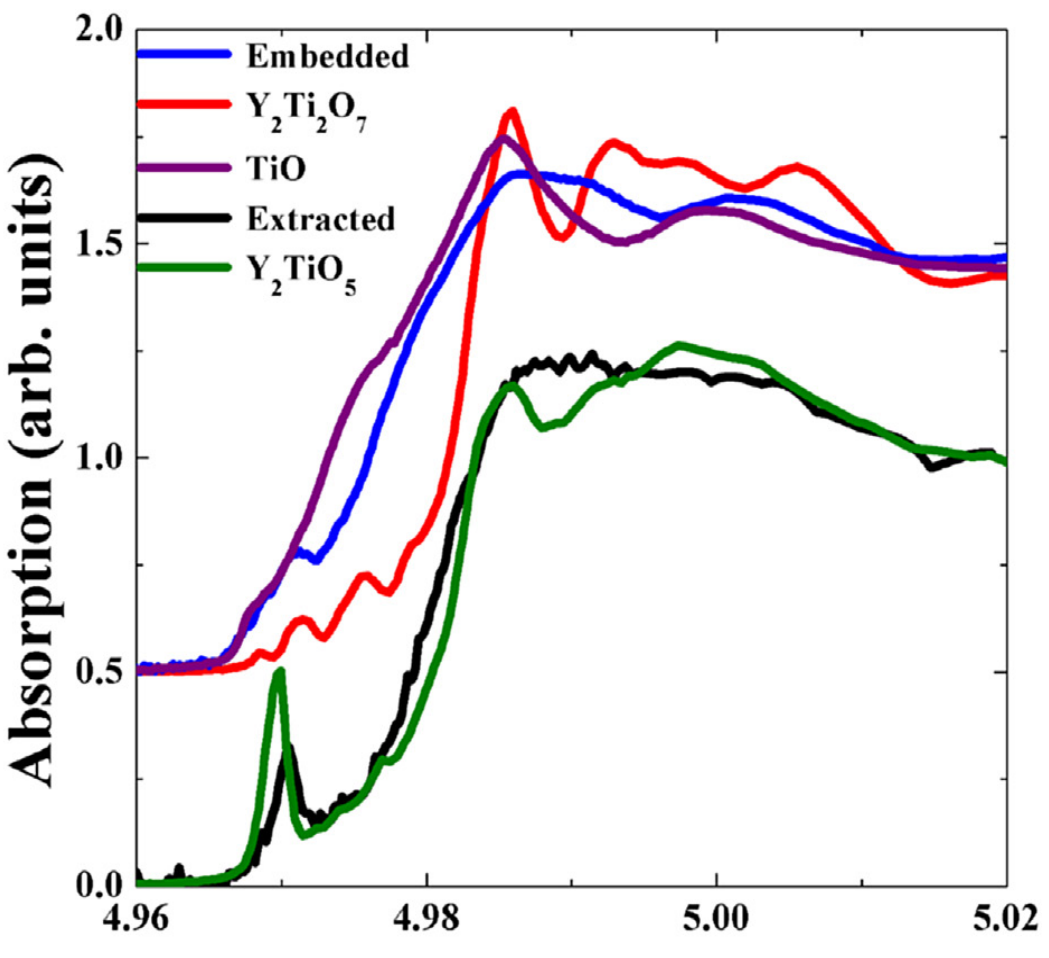 2.0
Embedded
Y2Ti2O7
TiO
Extracted
Y2TiO5
1.5
1.0
0.5
0.0
Absorption (arb. units)
4.96 4.98 5.00 5.02